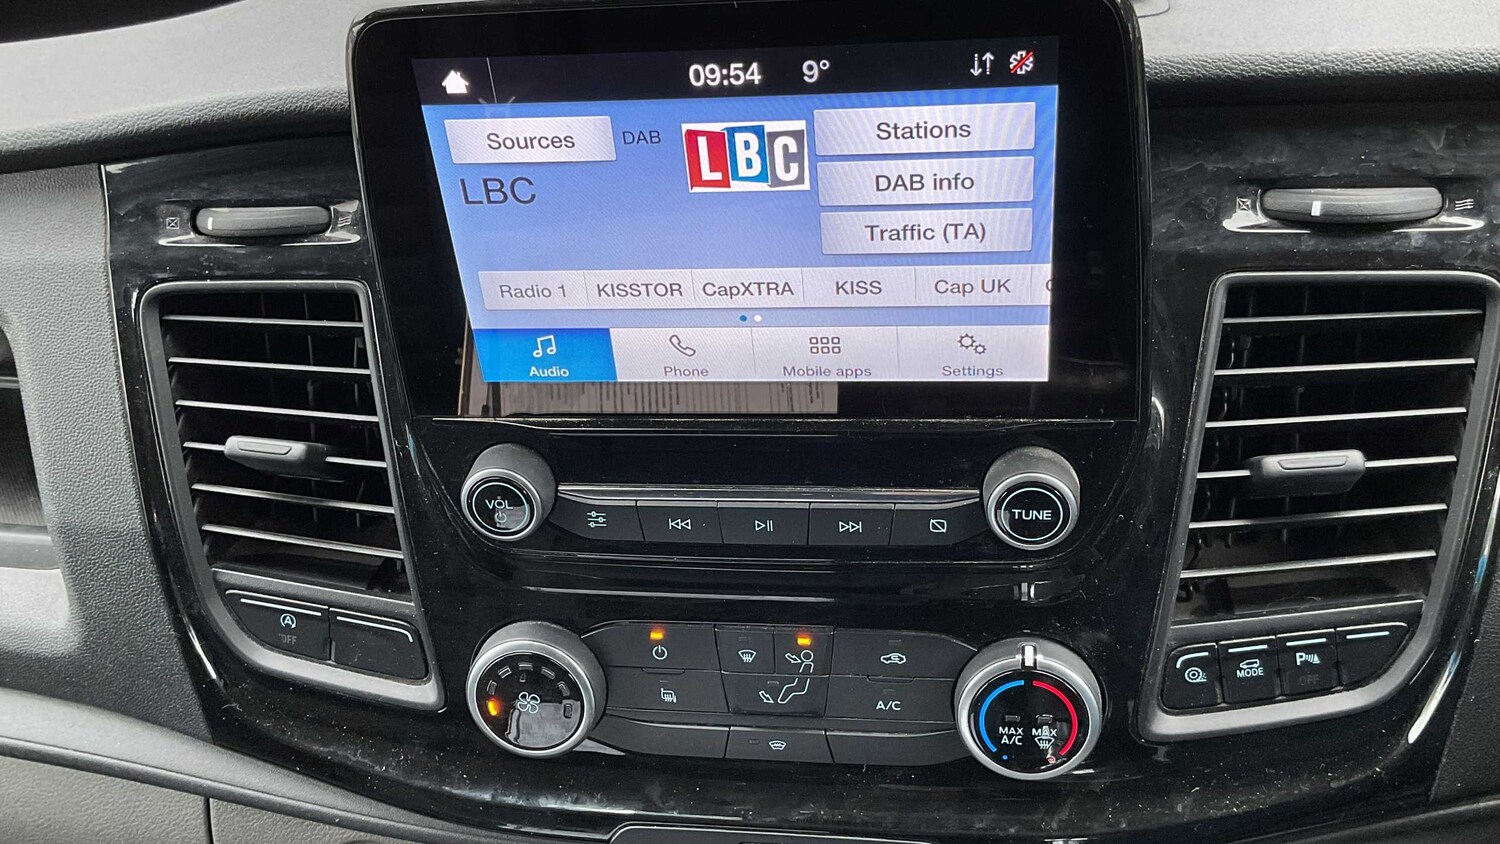 09:54 9°
Sources DAB
LBC
LBC
Stations
DAB info
Traffic (TA)
Radio 1 KISSTOR CapXTRA KISS Cap UK
Audio Phone Mobile apps Settings
VOL
TUNE
A
OFF
A/C
MAX
A/C
MAX
MODE
P
OFF